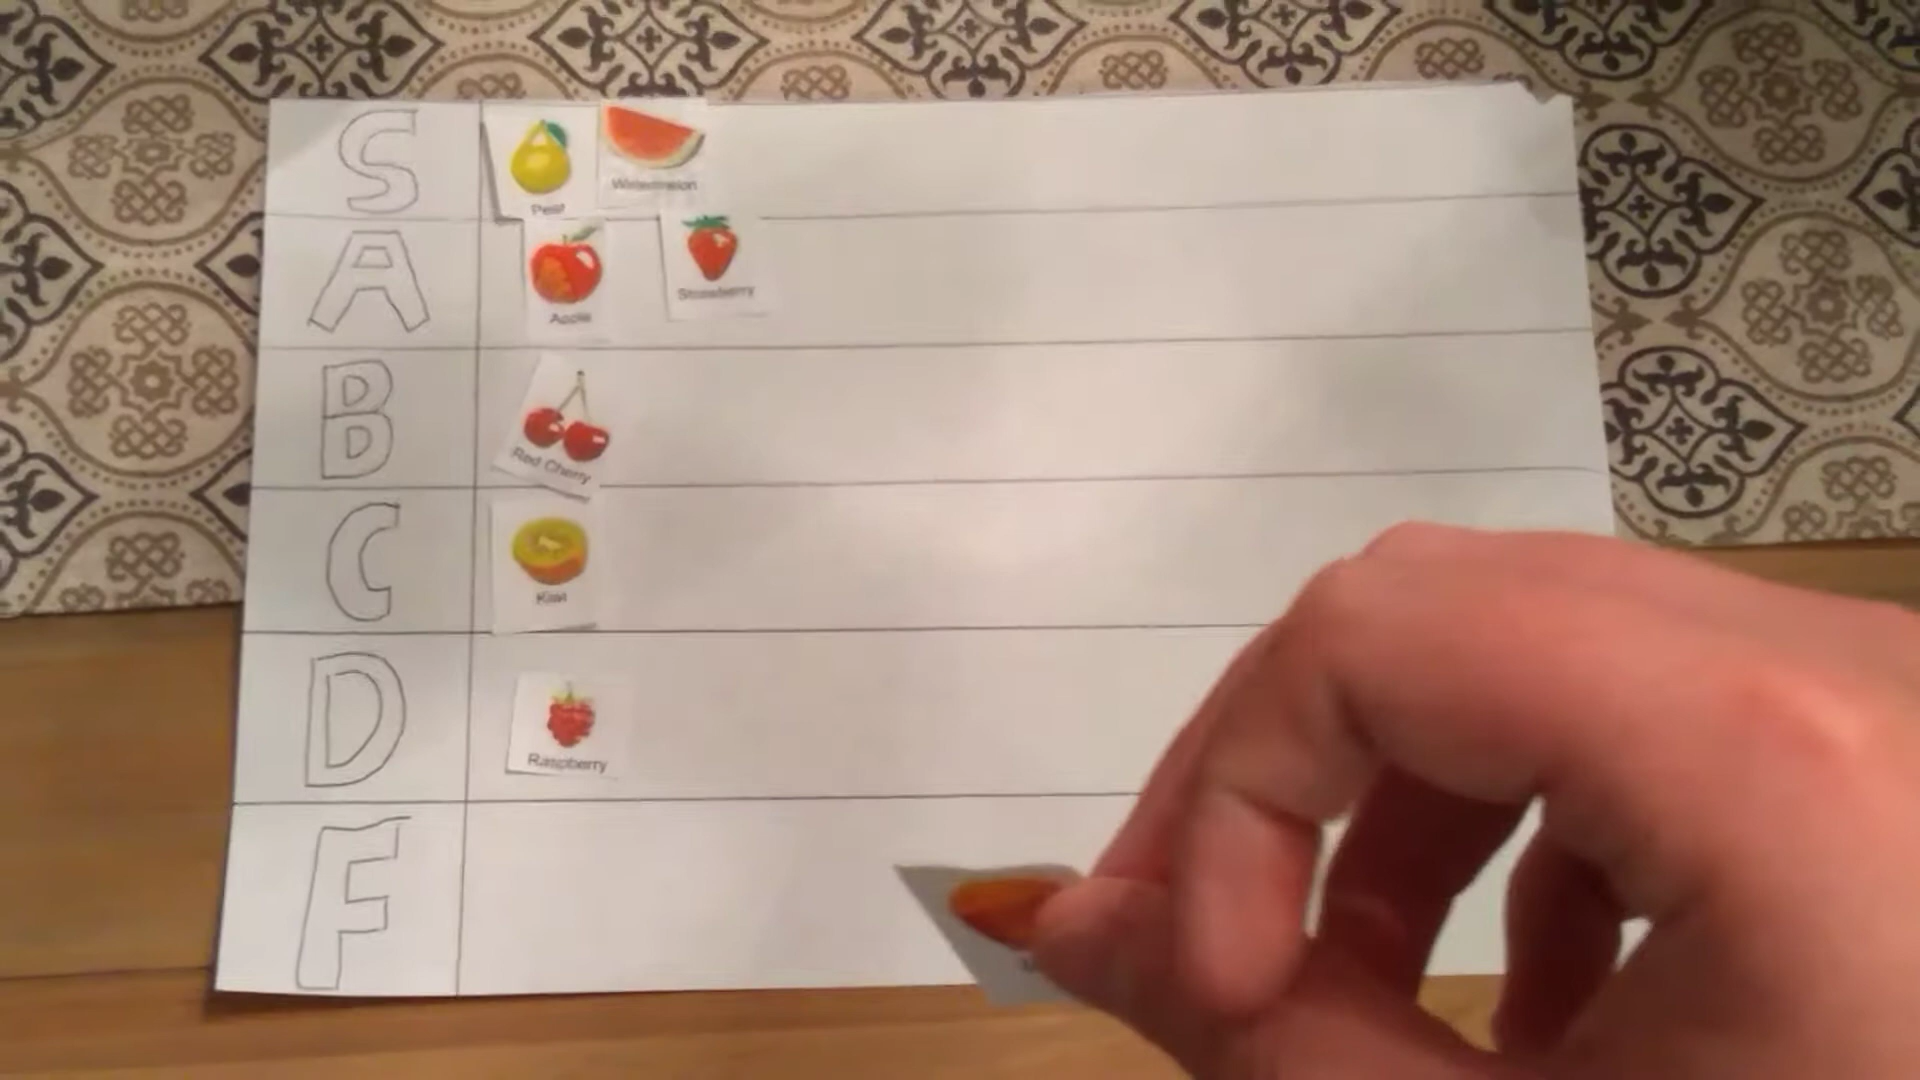 S
Pear
Watermelon
A
Apple
Strawberry
B
Red Cherry
C
Kiwi
D
Raspberry
F